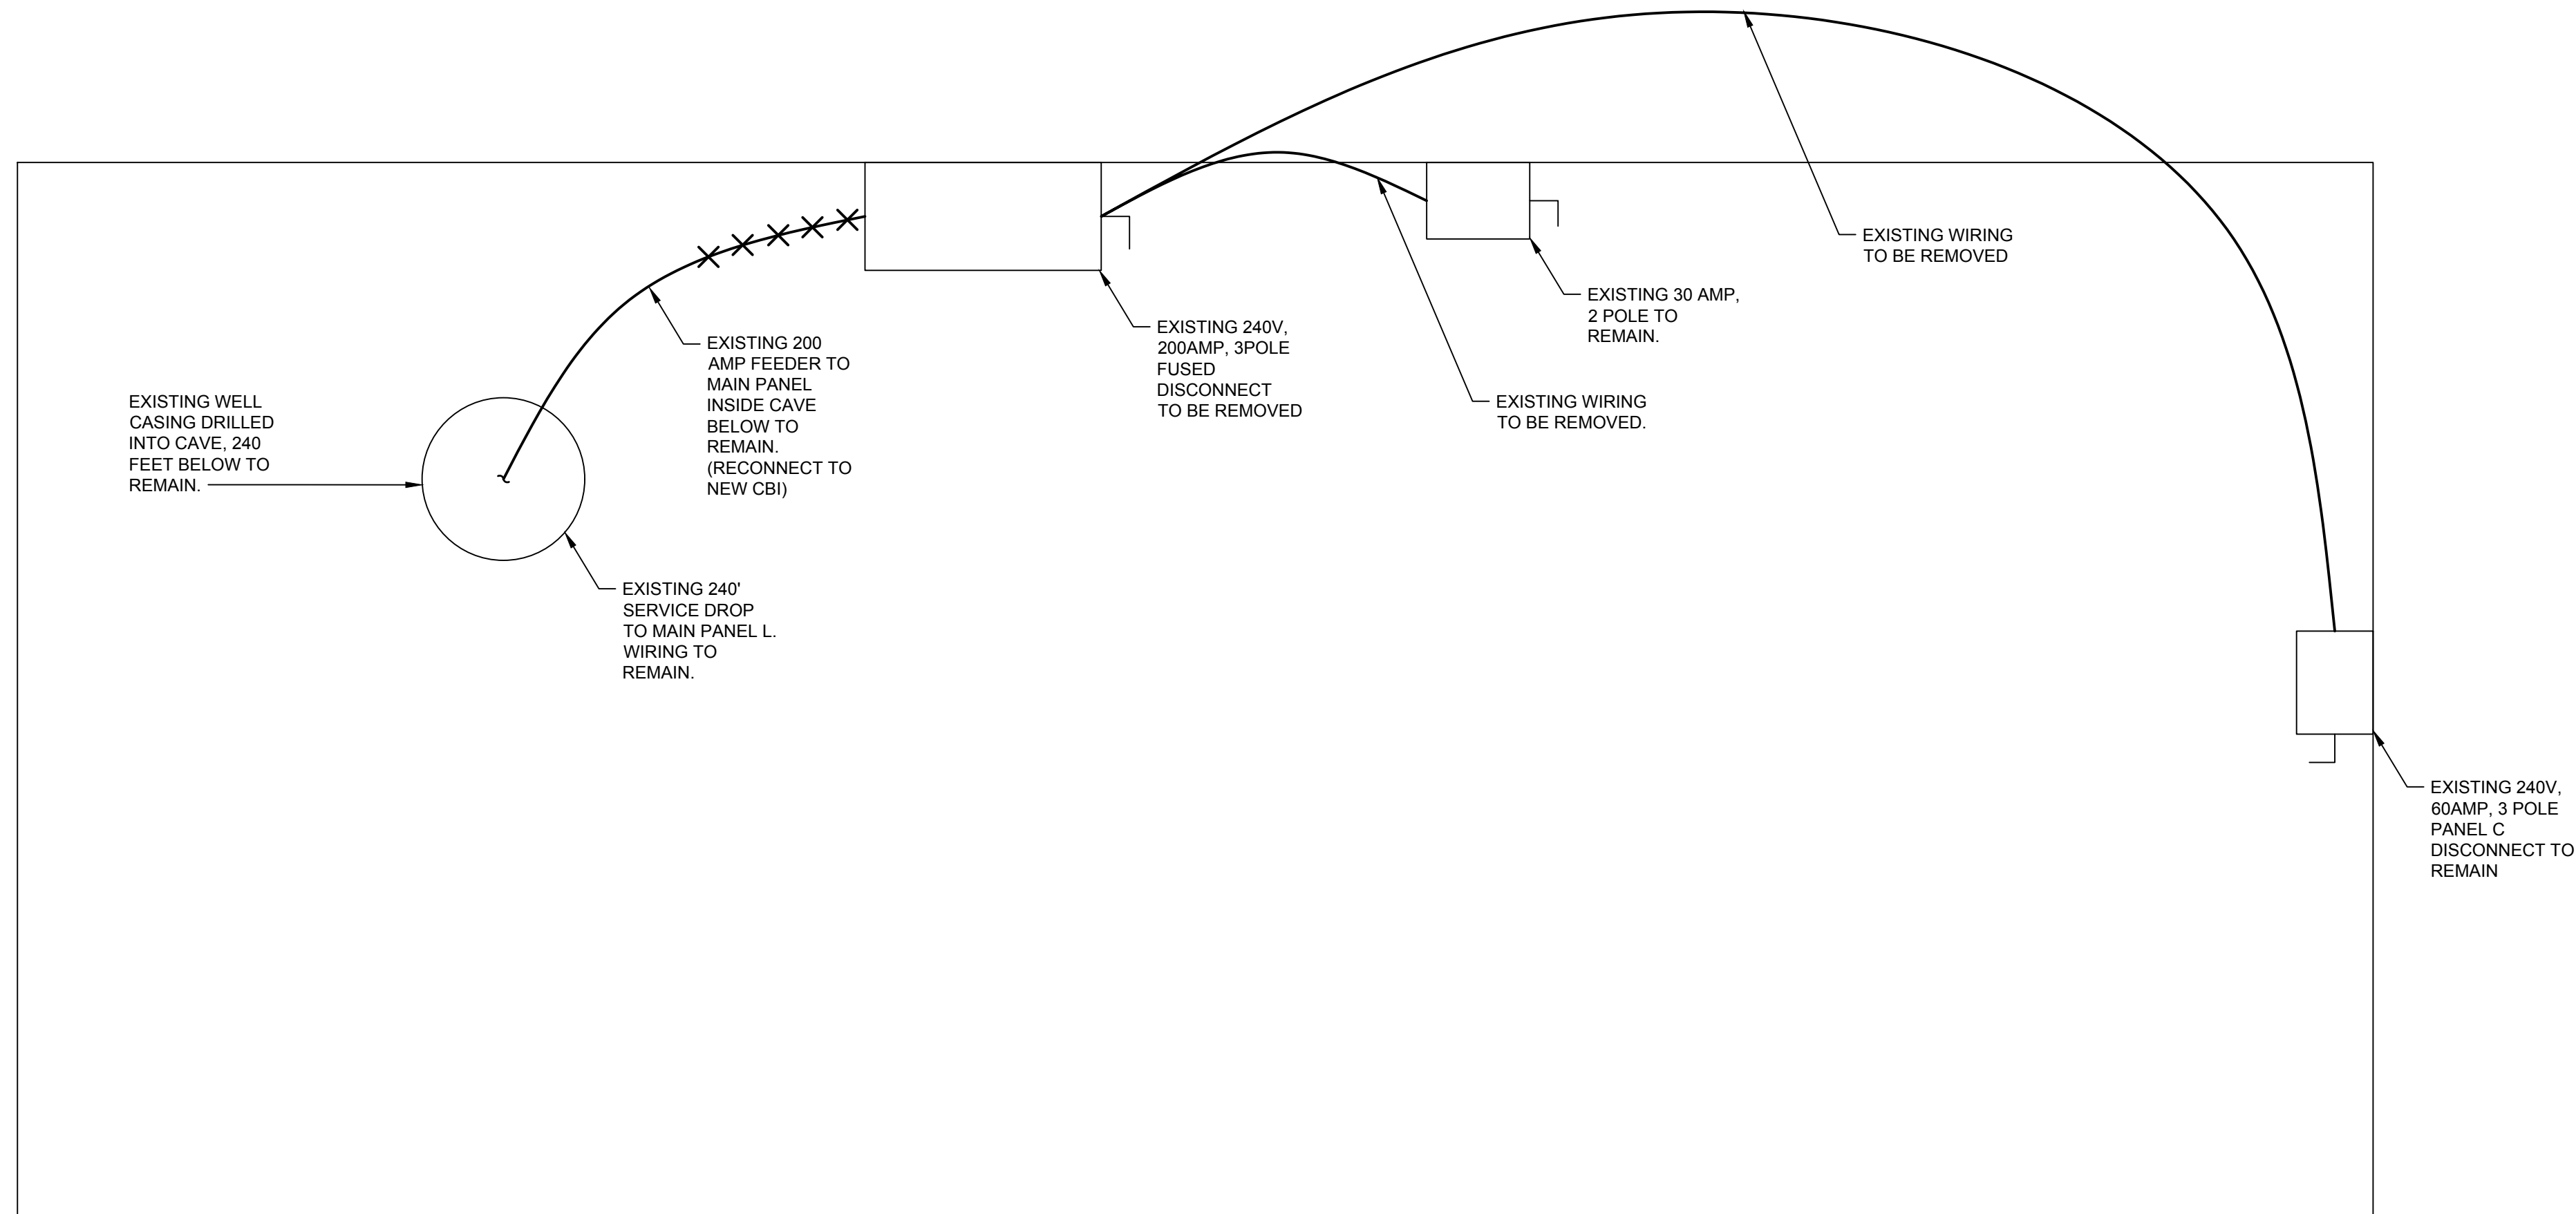 EXISTING WIRING
TO BE REMOVED
EXISTING 30 AMP,
2 POLE TO
REMAIN.
EXISTING 240V,
200AMP, 3POLE
FUSED
DISCONNECT
TO BE REMOVED
EXISTING 200
AMP FEEDER TO
MAIN PANEL
INSIDE CAVE
BELOW TO
REMAIN.
(RECONNECT TO
NEW CBI)
EXISTING WELL
CASING DRILLED
INTO CAVE, 240
FEET BELOW TO
REMAIN.
EXISTING WIRING
TO BE REMOVED.
EXISTING 240'
SERVICE DROP
TO MAIN PANEL L.
WIRING TO
REMAIN.
EXISTING 240V,
60AMP, 3 POLE
PANEL C
DISCONNECT TO
REMAIN